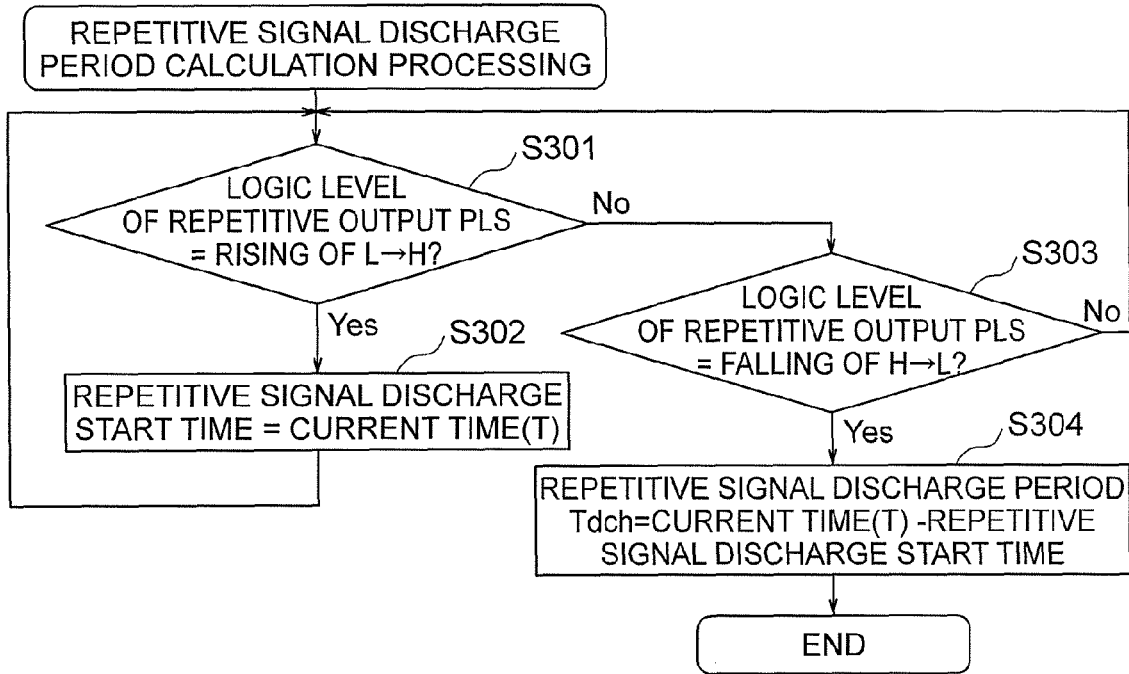 REPETITIVE SIGNAL DISCHARGE
PERIOD CALCULATION PROCESSING
S301
LOGIC LEVEL
OF REPETITIVE OUTPUT PLS
= RISING OF L→H?
No
Yes
S302
REPETITIVE SIGNAL DISCHARGE
START TIME = CURRENT TIME(T)
S303
LOGIC LEVEL
OF REPETITIVE OUTPUT PLS
= FALLING OF H→L?
No
Yes
S304
REPETITIVE SIGNAL DISCHARGE PERIOD
Tdch=CURRENT TIME(T) -REPETITIVE
SIGNAL DISCHARGE START TIME
END